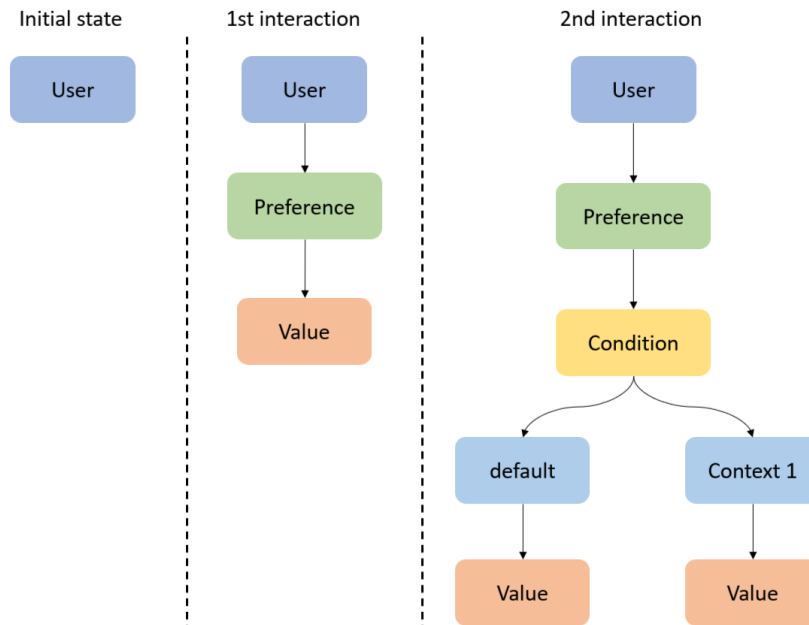 Initial state
1st interaction
2nd interaction
User
User
User
Preference
Preference
Value
Condition
default
Context 1
Value
Value